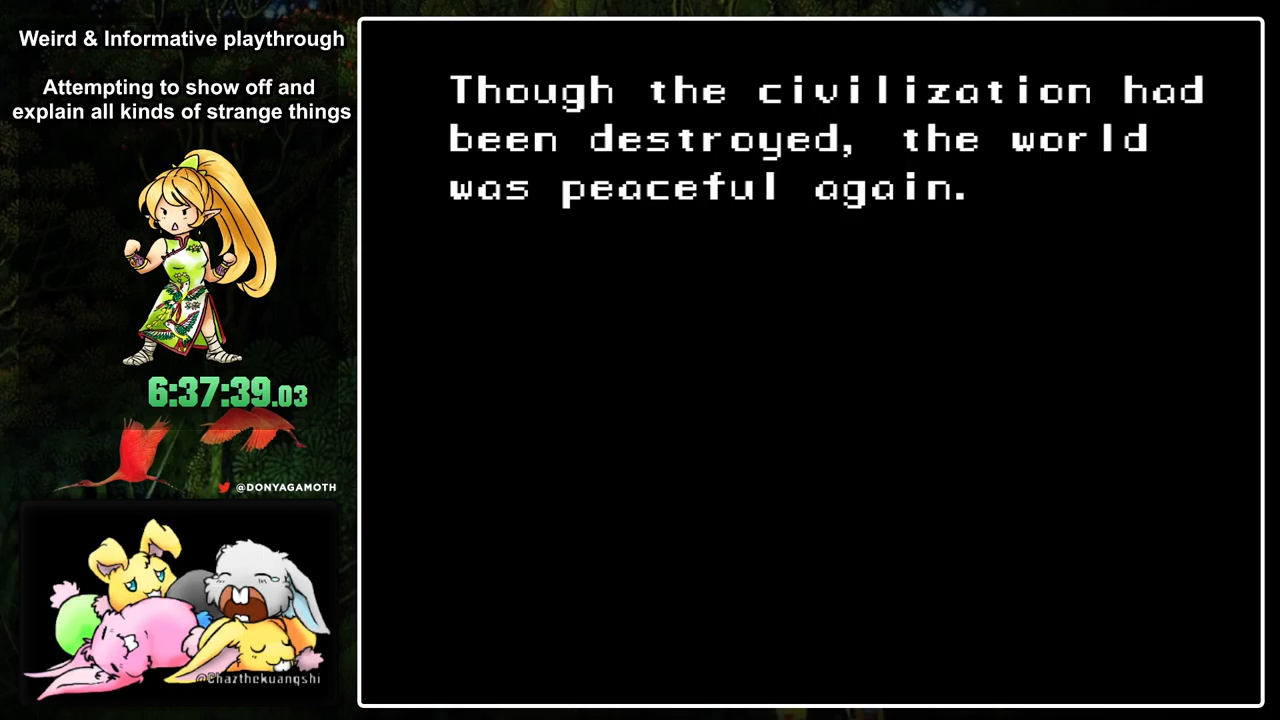 Weird & Informative playthrough
Attempting to show off and
explain all kinds of strange things
6:37:39.03
@DONYAGAMOTH
@Chazthekuangshi
Though the civilization had
been destroyed, the world
was peaceful again.